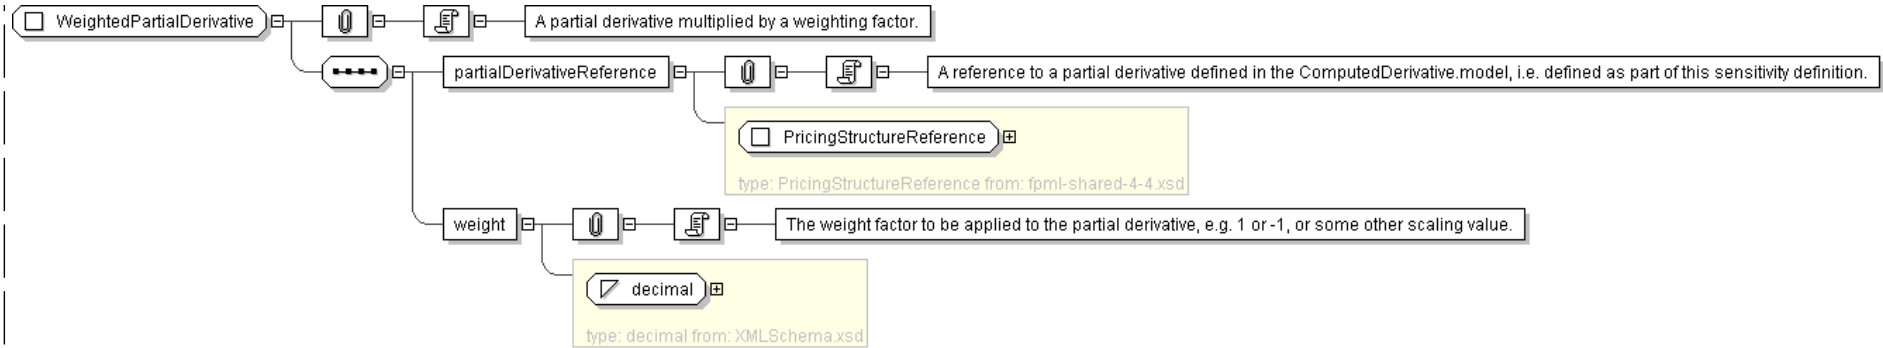 WeightedPartialDerivative
A partial derivative multiplied by a weighting factor.
partialDerivativeReference
A reference to a partial derivative defined in the ComputedDerivative.model, i.e. defined as part of this sensitivity definition.
PricingStructureReference
type: PricingStructureReference from: fpml-shared-4-4.xsd
weight
The weight factor to be applied to the partial derivative, e.g. 1 or -1, or some other scaling value.
decimal
type: decimal from: XMLSchema.xsd